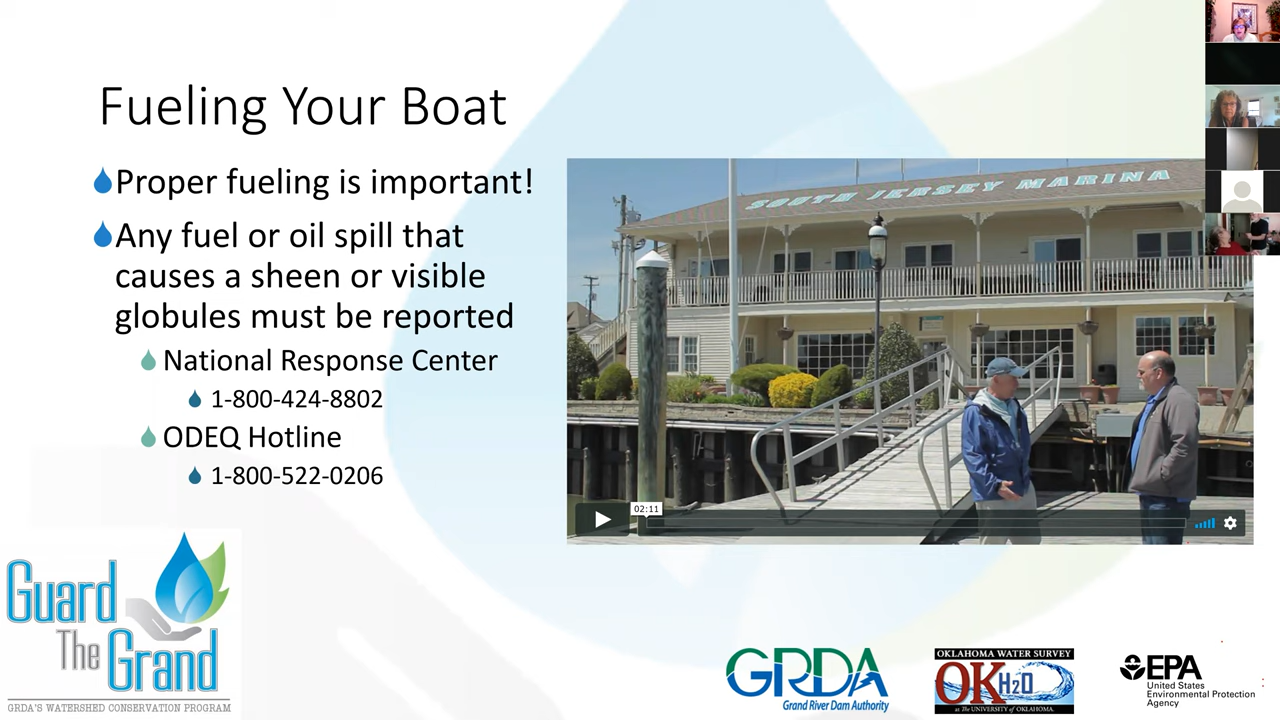 Fueling Your Boat
Proper fueling is important!
Any fuel or oil spill that
causes a sheen or visible
globules must be reported
National Response Center
1-800-424-8802
ODEQ Hotline
1-800-522-0206
SOUTH JERSEY MARINA
02:11
Guard
The
Grand
GRDA'S WATERSHED CONSERVATION PROGRAM
GRDA
Grand River Dam Authority
OKLAHOMA WATER SURVEY
OK H2O
at The UNIVERSITY OF OKLAHOMA.
EPA
United States
Environmental Protection
Agency